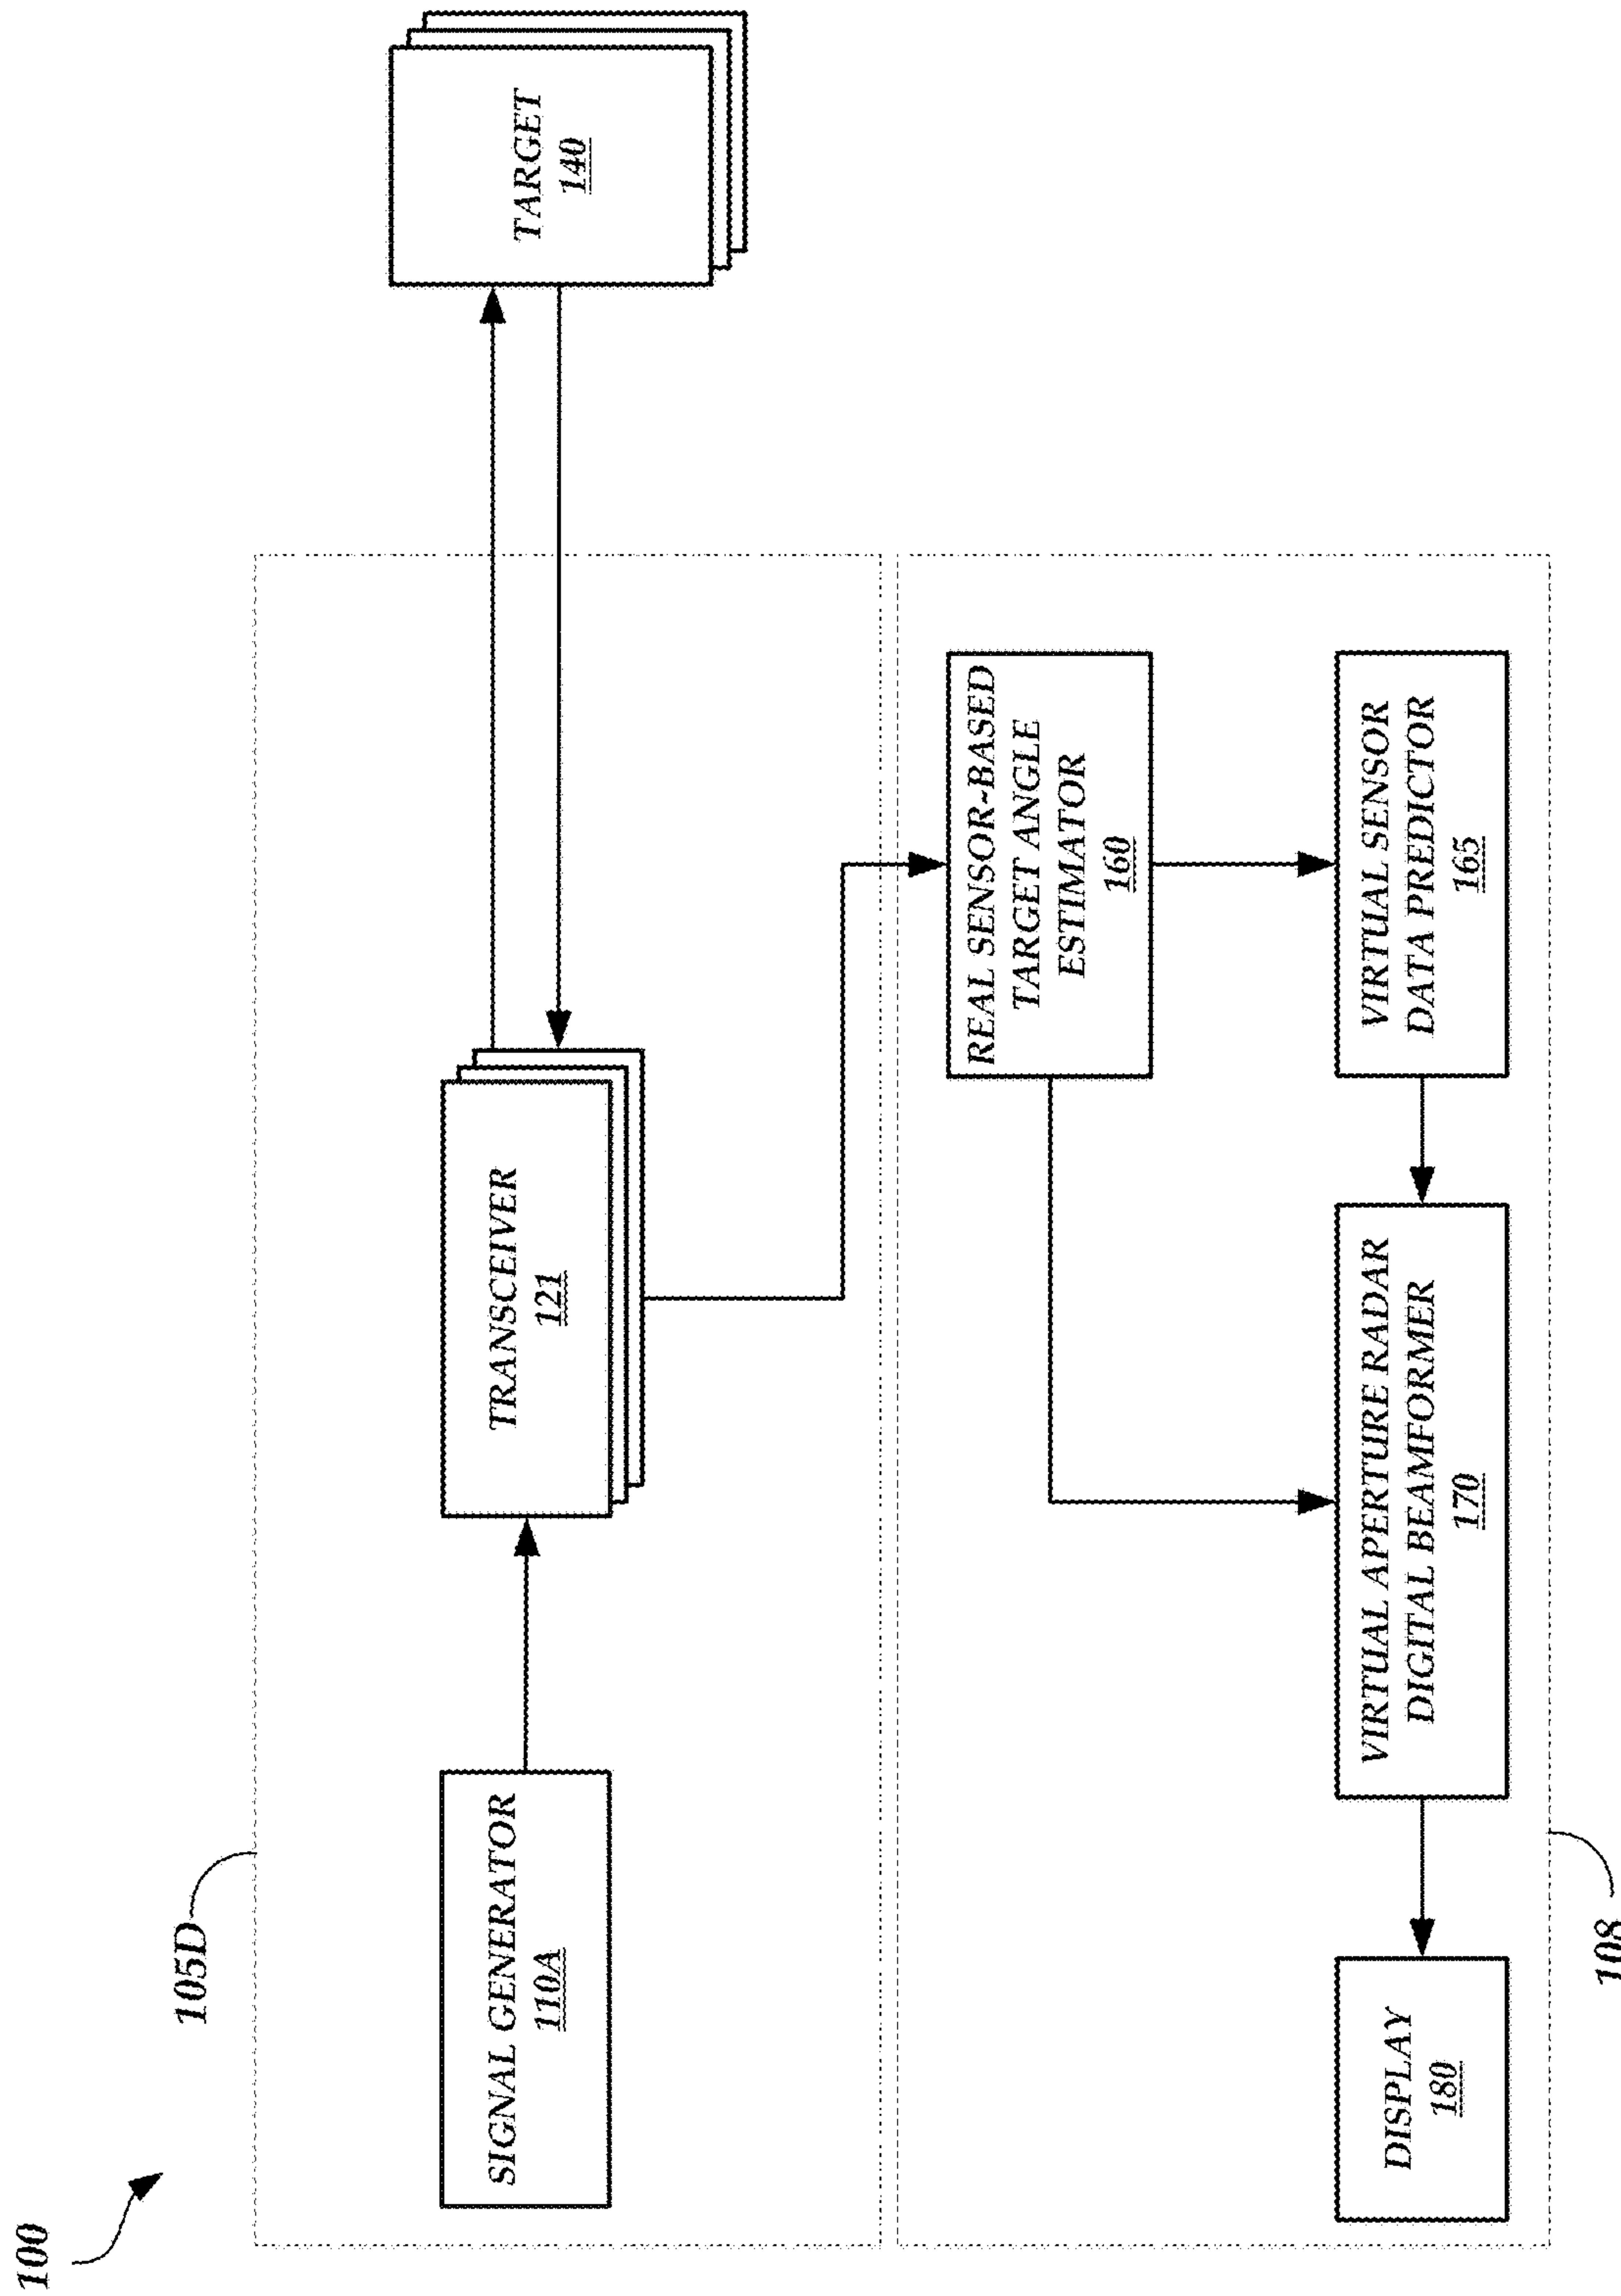 100
105D
TARGET
140
TRANSCEIVER
121
SIGNAL GENERATOR
110A
REAL SENSOR-BASED
TARGET ANGLE
ESTIMATOR
160
VIRTUAL SENSOR
DATA PREDICTOR
165
VIRTUAL APERTURE RADAR
DIGITAL BEAMFORMER
170
DISPLAY
180
108